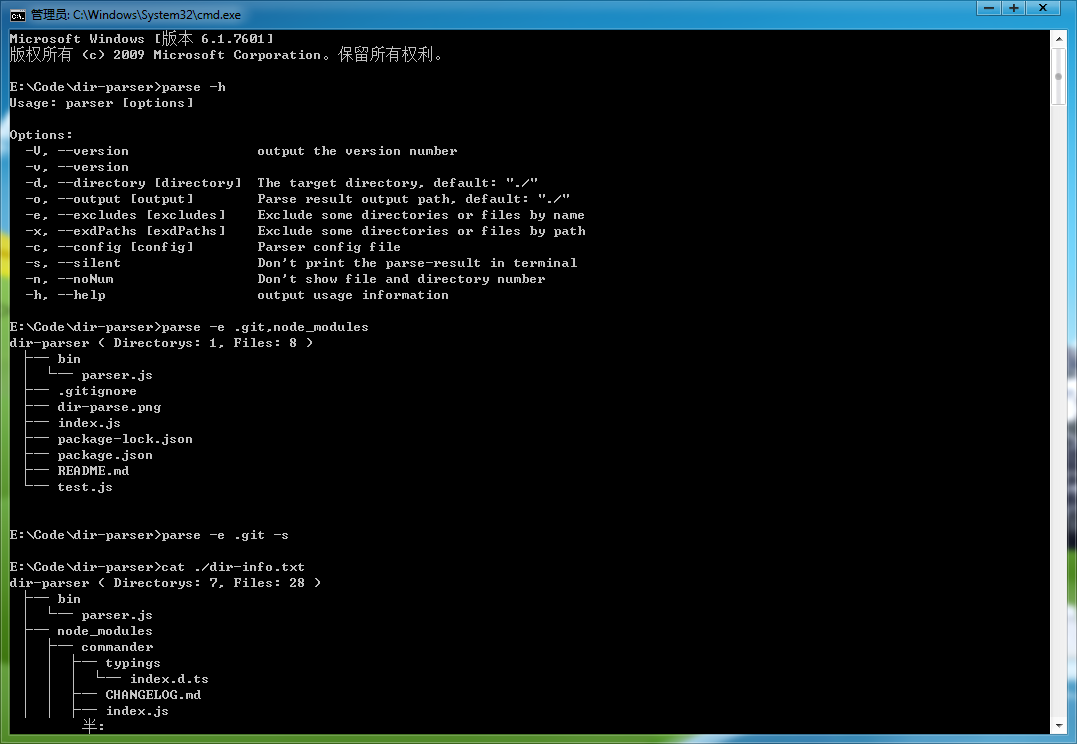 管理员: C:\Windows\System32\cmd.exe
Microsoft Windows [版本 6.1.7601]
版权所有 (c) 2009 Microsoft Corporation。保留所有权利。
E:\Code\dir-parser>parse -h
Usage: parser [options]
Options:
  -V, --version                output the version number
  -v, --version
  -d, --directory [directory]  The target directory, default: "./"
  -o, --output [output]        Parse result output path, default: "./"
  -e, --excludes [excludes]    Exclude some directories or files by name
  -x, --exdPaths [exdPaths]    Exclude some directories or files by path
  -c, --config [config]        Parser config file
  -s, --silent                 Don't print the parse-result in terminal
  -n, --noNum                  Don't show file and directory number
  -h, --help                   output usage information
E:\Code\dir-parser>parse -e .git,node_modules
dir-parser ( Directorys: 1, Files: 8 )
  ├── bin
  │  └── parser.js
  ├── .gitignore
  ├── dir-parse.png
  ├── index.js
  ├── package-lock.json
  ├── package.json
  ├── README.md
  └── test.js
E:\Code\dir-parser>parse -e .git -s
E:\Code\dir-parser>cat ./dir-info.txt
dir-parser ( Directorys: 7, Files: 28 )
  ├── bin
  │  └── parser.js
  ├── node_modules
  │  ├── commander
  │  │  ├── typings
  │  │  │  └── index.d.ts
  │  │  ├── CHANGELOG.md
  │  │  ├── index.js
半: